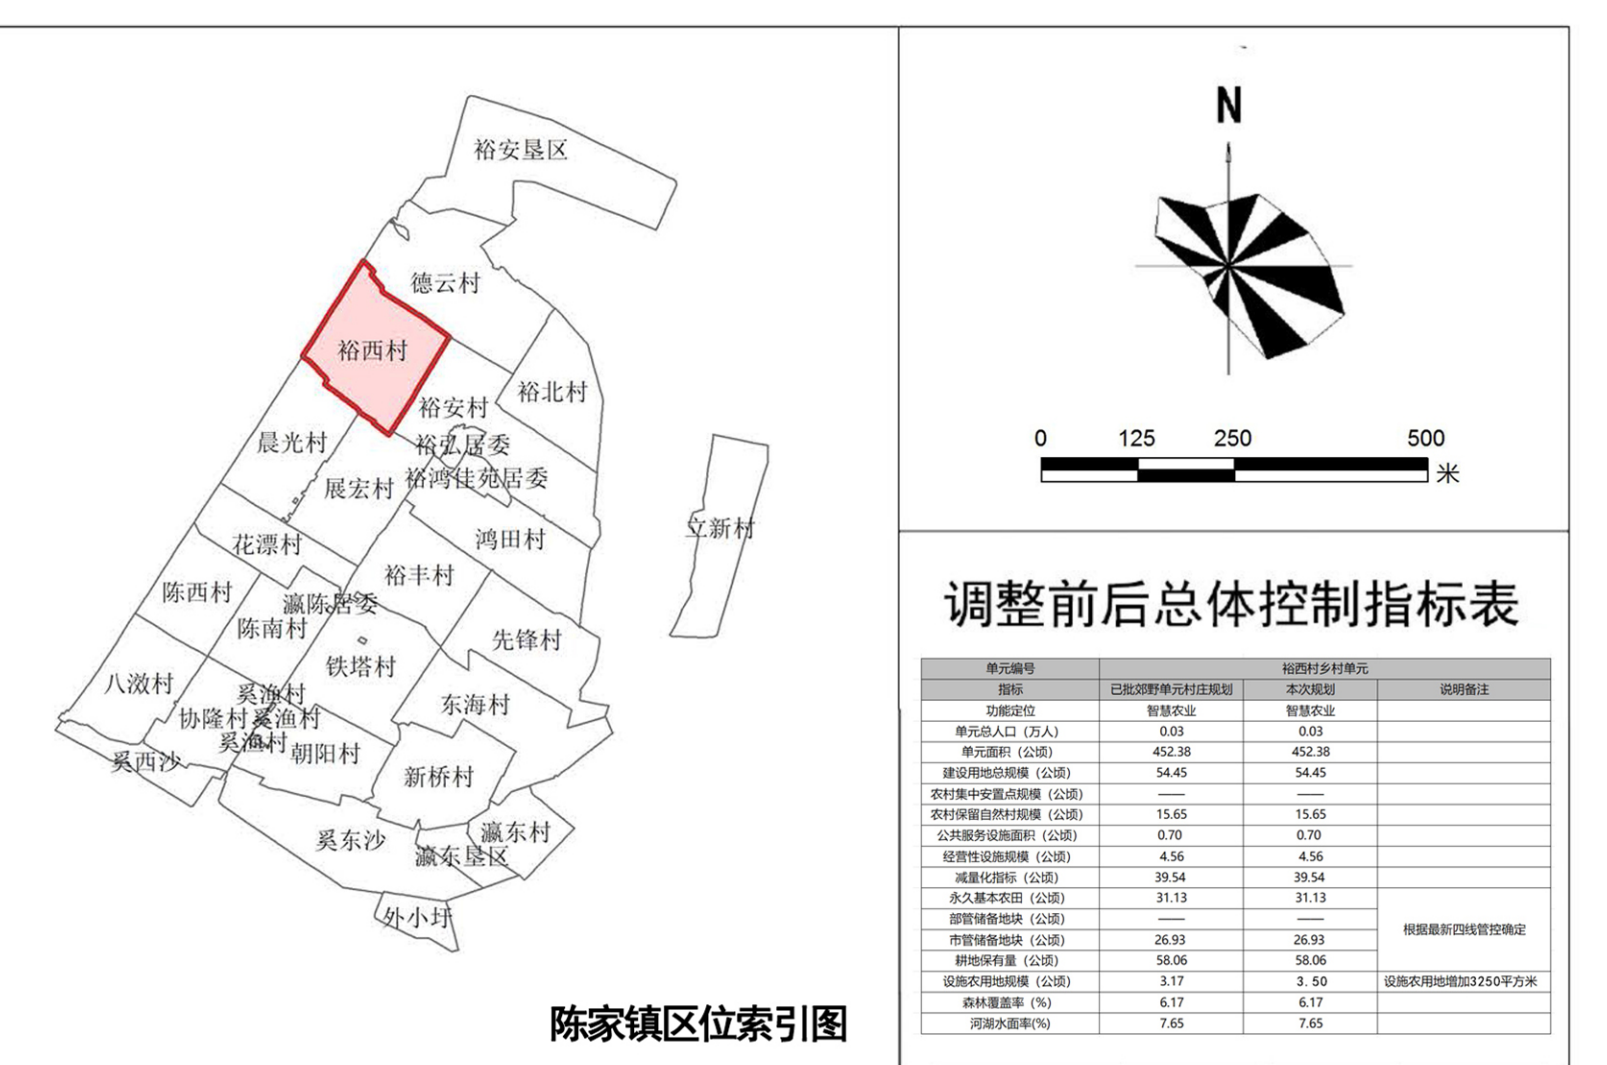 裕安垦区
德云村
裕西村
裕北村
裕安村
晨光村
裕弘居委
裕鸿佳苑居委
展宏村
立新村
花漂村
鸿田村
裕丰村
陈西村
瀛陈居委
陈南村
先锋村
铁塔村
八滧村
奚渔村
东海村
协隆村
奚渔村
奚渔村
朝阳村
奚西沙
新桥村
奚东沙
瀛东村
瀛东垦区
外小圩
陈家镇区位索引图
N
0 125 250 500
米
调整前后总体控制指标表
单元编号 裕西村乡村单元
指标 已批郊野单元村庄规划 本次规划 说明备注
功能定位 智慧农业 智慧农业
单元总人口（万人） 0.03 0.03
单元面积（公顷） 452.38 452.38
建设用地总规模（公顷） 54.45 54.45
农村集中安置点规模（公顷） —— ——
农村保留自然村规模（公顷） 15.65 15.65
公共服务设施面积（公顷） 0.70 0.70
经营性设施规模（公顷） 4.56 4.56
减量化指标（公顷） 39.54 39.54
永久基本农田（公顷） 31.13 31.13
部管储备地块（公顷） —— ——
根据最新四线管控确定
市管储备地块（公顷） 26.93 26.93
耕地保有量（公顷） 58.06 58.06
设施农用地规模（公顷） 3.17 3.50 设施农用地增加3250平方米
森林覆盖率（%） 6.17 6.17
河湖水面率(%) 7.65 7.65